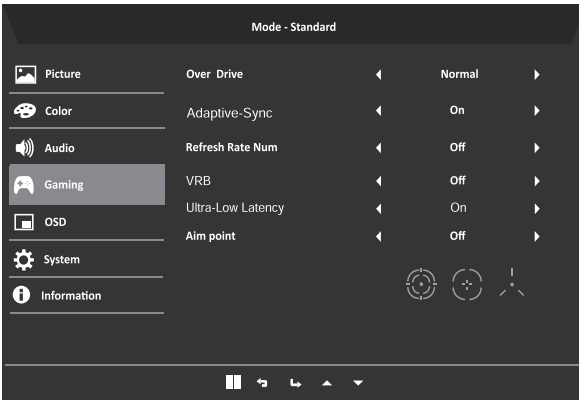 Mode - Standard
Picture
Color
Audio
Gaming
OSD
System
Information
Over Drive Normal
Adaptive-Sync On
Refresh Rate Num Off
VRB Off
Ultra-Low Latency On
Aim point Off